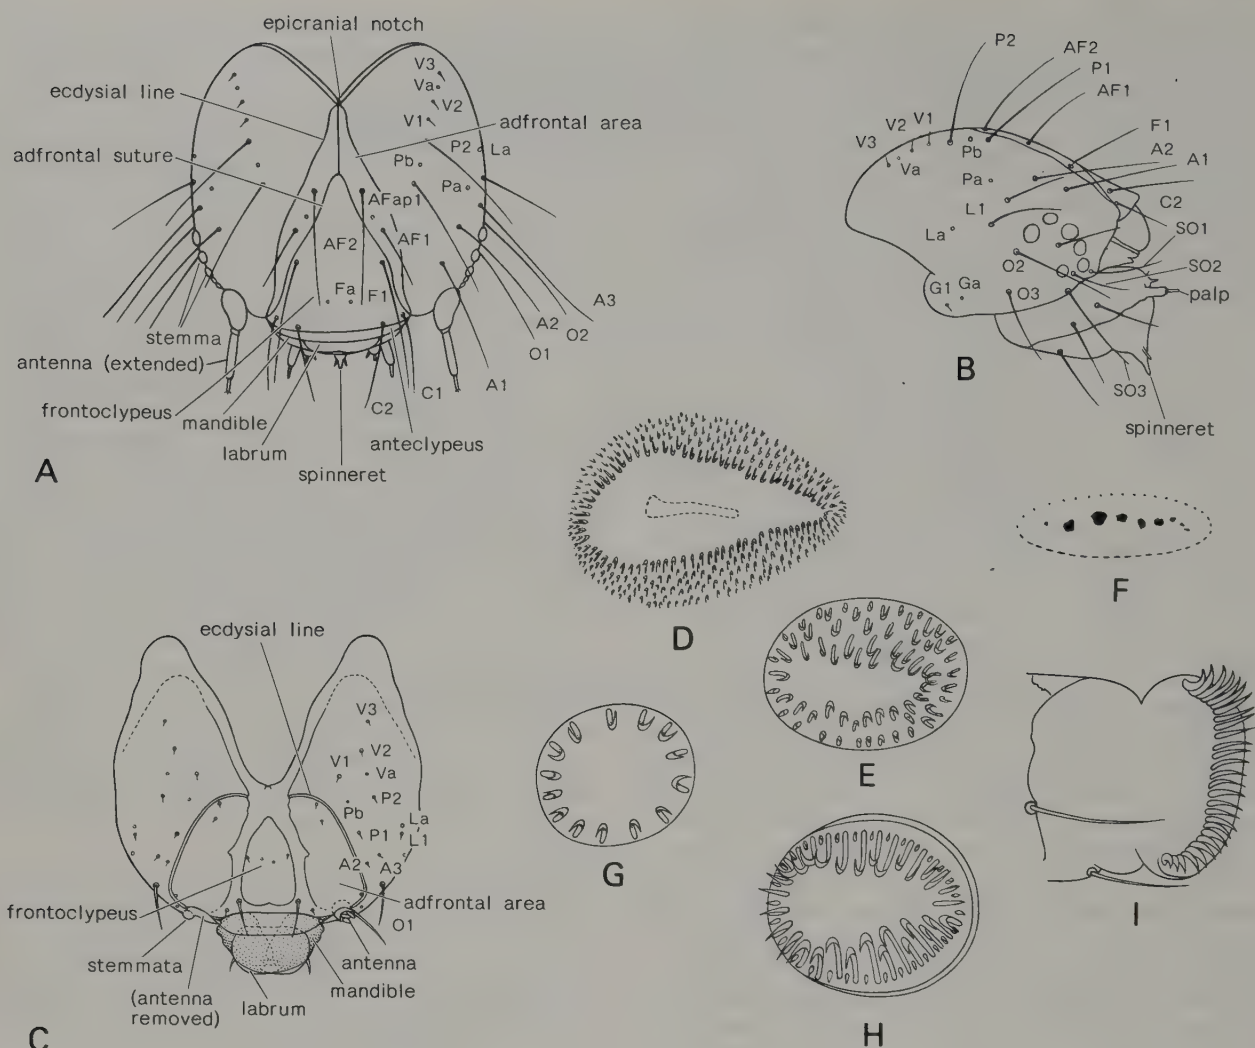 epicranial notch
ecdysial line
adfrontal suture
V3
Va
V2
V1
adfrontal area
P2
La
Pb
Pa
AFap1
AF2
AF1
Fa
F1
A3
O2
A2
O1
A1
C1
C2
stemma
antenna (extended)
frontoclypeus
mandible
labrum
anteclypeus
spinneret
A
P2
AF2
P1
AF1
F1
A2
A1
V1
V2
V3
Va
Pb
Pa
L1
La
C2
SO1
SO2
O2
palp
G1
Ga
O3
SO3
spinneret
B
D
F
E
ecdysial line
V3
V2
V1
Va
Pb
P2
La
P1
L1
A2
A3
frontoclypeus
adfrontal area
O1
stemmata
antenna
mandible
(antenna
removed)
labrum
C
G
H
I